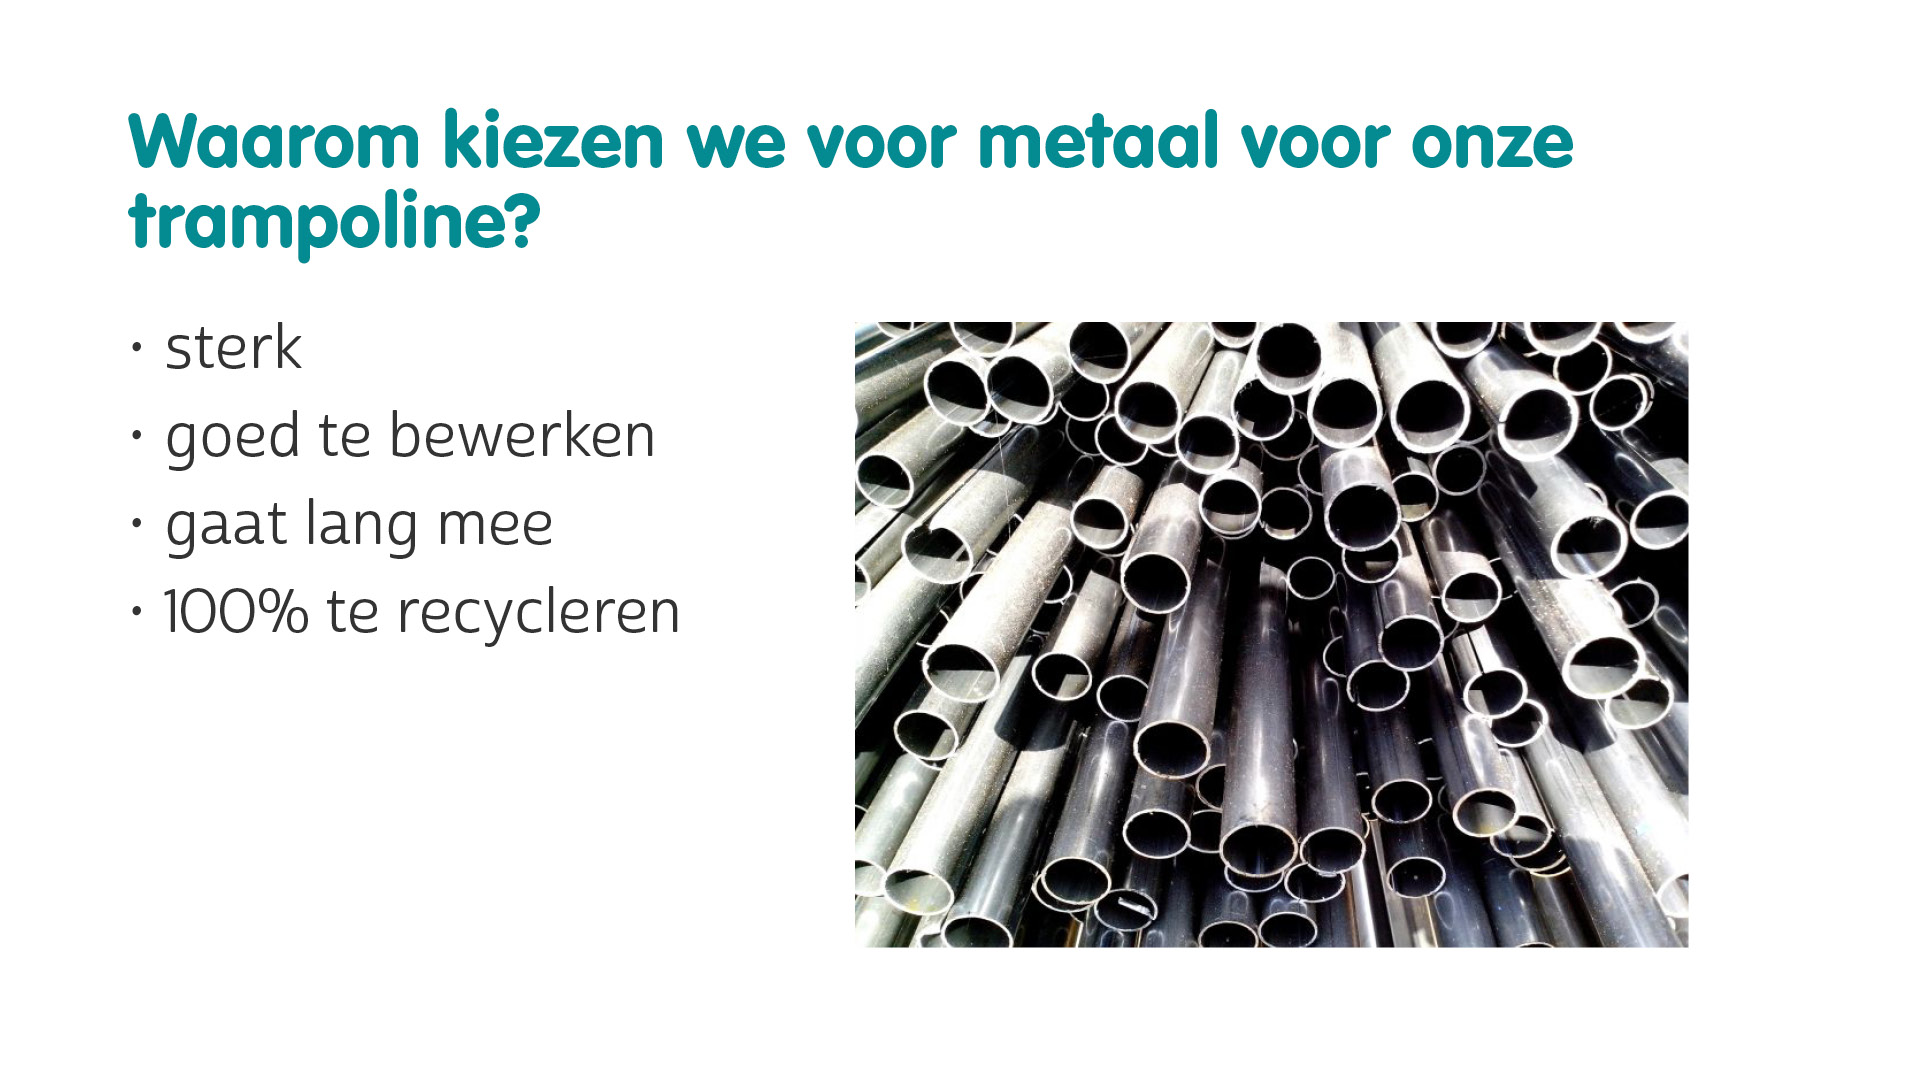 Waarom kiezen we voor metaal voor onze
trampoline?
• sterk
• goed te bewerken
• gaat lang mee
• 100% te recycleren